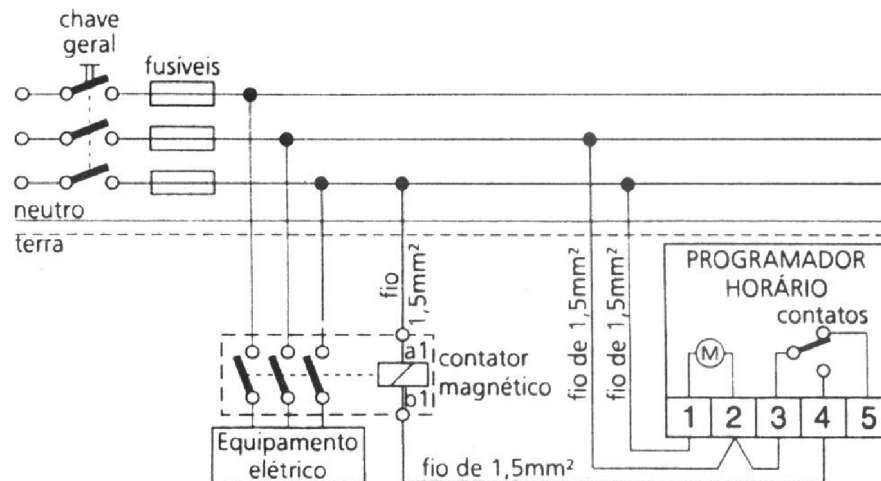 chave
geral
fusíveis
neutro
terra
fio
1,5mm²
fio de 1,5mm²
fio de 1,5mm²
PROGRAMADOR
HORÁRIO
contatos
M
a1
b1
contator
magnético
1 2 3 4 5
Equipamento
elétrico
fio de 1,5mm²